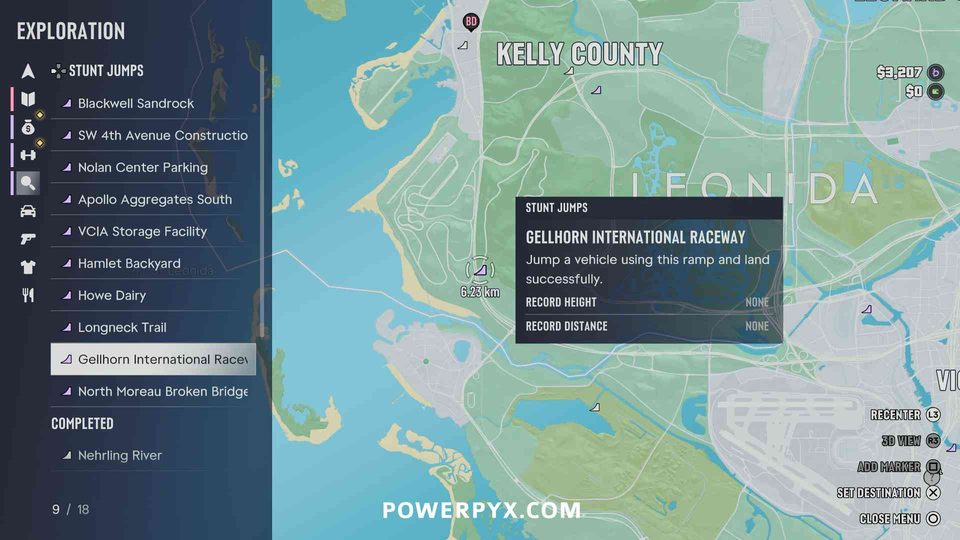 EXPLORATION
STUNT JUMPS
Blackwell Sandrock
SW 4th Avenue Constructio
Nolan Center Parking
Apollo Aggregates South
VCIA Storage Facility
Hamlet Backyard
Howe Dairy
Longneck Trail
Gellhorn International Racew
North Moreau Broken Bridge
COMPLETED
Nehrling River
9 / 18
BD
KELLY COUNTY
$3,207
$0
LEONIDA
STUNT JUMPS
GELLHORN INTERNATIONAL RACEWAY
Jump a vehicle using this ramp and land
successfully.
RECORD HEIGHT NONE
RECORD DISTANCE NONE
6.23 km
VI
RECENTER L3
3D VIEW R3
ADD MARKER
SET DESTINATION
CLOSE MENU
POWERPYX.COM